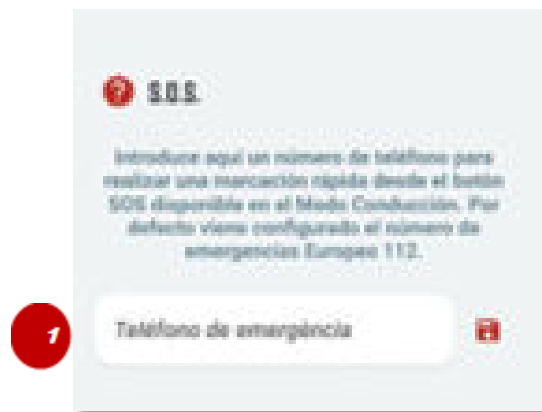 S.O.S.
Introduce aquí un número de teléfono para
realizar una marcación rápida desde el botón
SOS disponible en el Modo Conducción. Por
defecto viene configurado el número de
emergencias Europeo 112.
1 Teléfono de emergencia